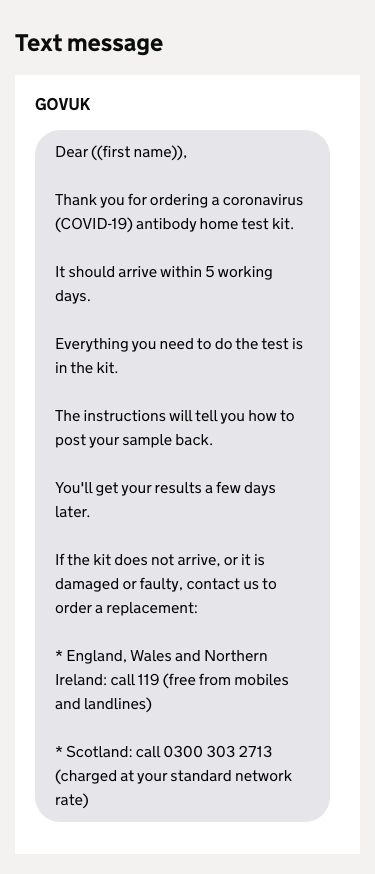 Text message
GOVUK
Dear ((first name)),
Thank you for ordering a coronavirus
(COVID-19) antibody home test kit.
It should arrive within 5 working
days.
Everything you need to do the test is
in the kit.
The instructions will tell you how to
post your sample back.
You'll get your results a few days
later.
If the kit does not arrive, or it is
damaged or faulty, contact us to
order a replacement:
* England, Wales and Northern
Ireland: call 119 (free from mobiles
and landlines)
* Scotland: call 0300 303 2713
(charged at your standard network
rate)